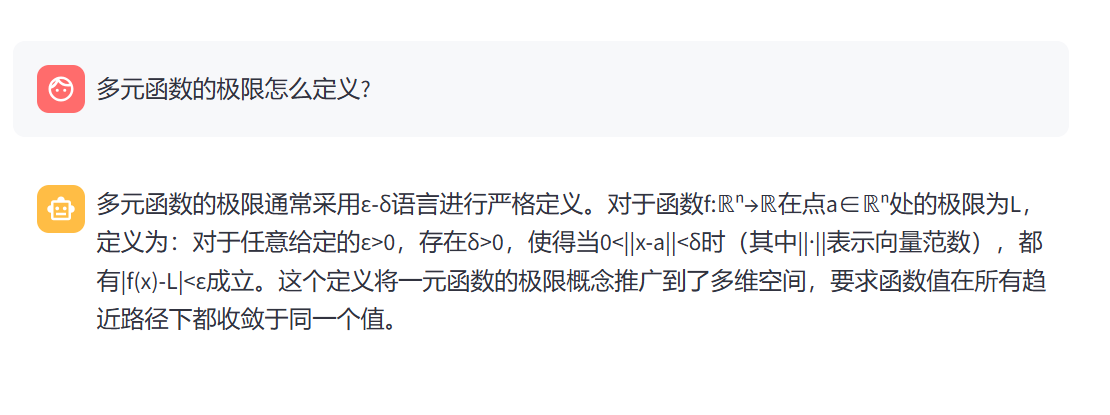 多元函数的极限怎么定义?
多元函数的极限通常采用ε-δ语言进行严格定义。对于函数f:ℝⁿ→ℝ在点a∈ℝⁿ处的极限为L，
定义为：对于任意给定的ε>0，存在δ>0，使得当0<||x-a||<δ时（其中||·||表示向量范数），都
有|f(x)-L|<ε成立。这个定义将一元函数的极限概念推广到了多维空间，要求函数值在所有趋
近路径下都收敛于同一个值。